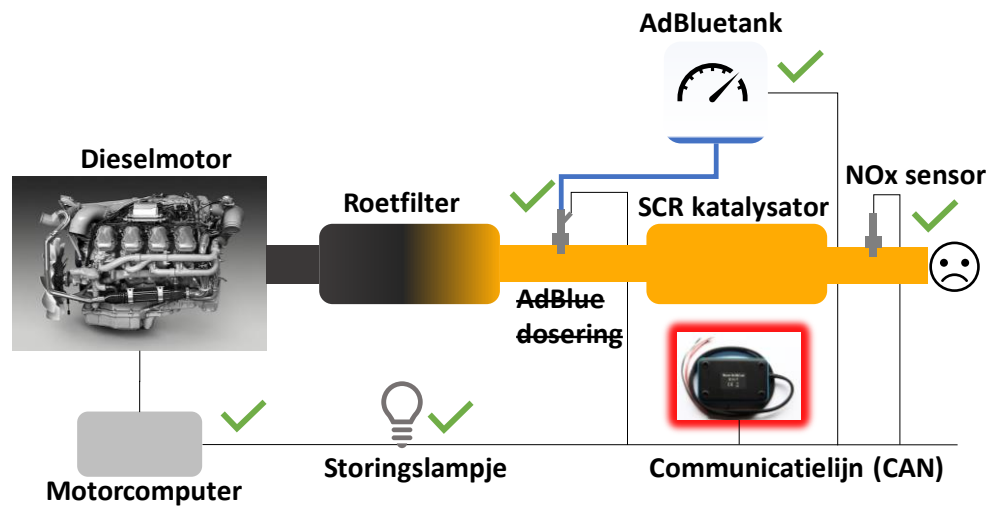 AdBluetank
Dieselmotor
NOx sensor
Roetfilter
SCR katalysator
AdBlue
dosering
Storingslampje
Communicatielijn (CAN)
Motorcomputer